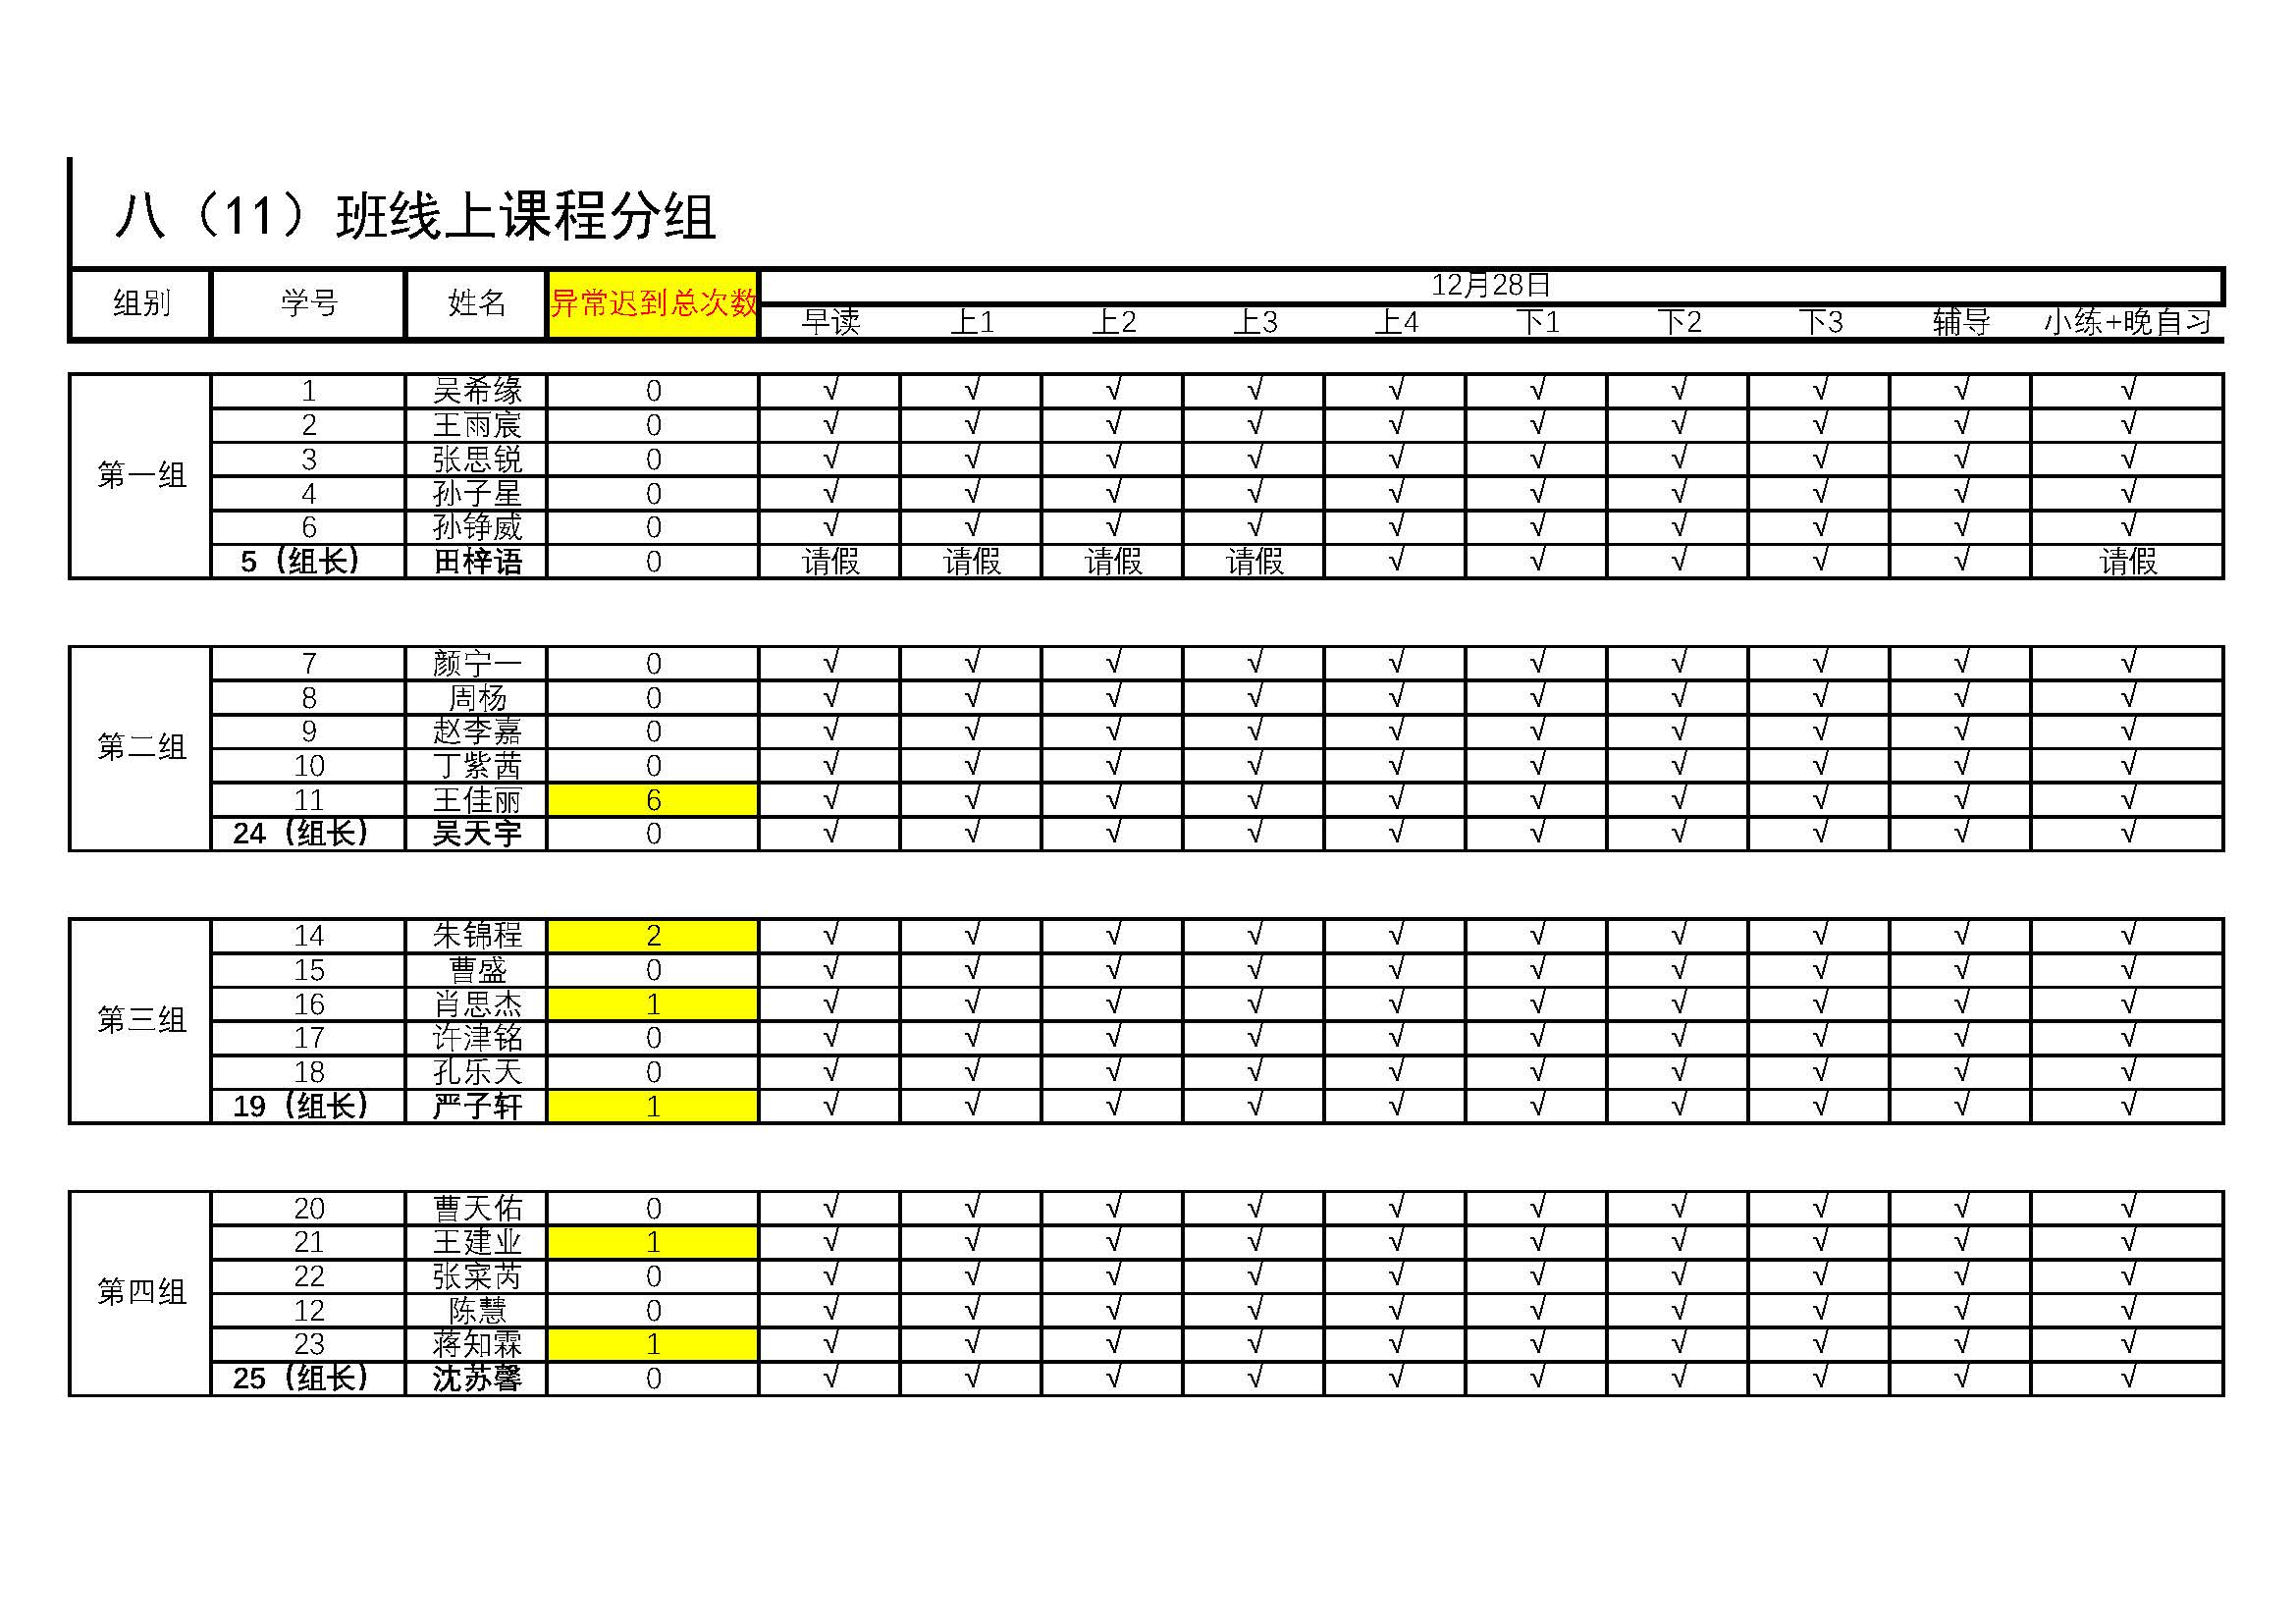 八（11）班线上课程分组
组别 学号 姓名 异常迟到总次数 12月28日
早读 上1 上2 上3 上4 下1 下2 下3 辅导 小练+晚自习
第一组
1 吴希缘 0 √ √ √ √ √ √ √ √ √ √
2 王雨宸 0 √ √ √ √ √ √ √ √ √ √
3 张思锐 0 √ √ √ √ √ √ √ √ √ √
4 孙子星 0 √ √ √ √ √ √ √ √ √ √
6 孙铮威 0 √ √ √ √ √ √ √ √ √ √
5（组长） 田梓语 0 请假 请假 请假 请假 √ √ √ √ √ 请假
第二组
7 颜宁一 0 √ √ √ √ √ √ √ √ √ √
8 周杨 0 √ √ √ √ √ √ √ √ √ √
9 赵李嘉 0 √ √ √ √ √ √ √ √ √ √
10 丁紫茜 0 √ √ √ √ √ √ √ √ √ √
11 王佳丽 6 √ √ √ √ √ √ √ √ √ √
24（组长） 吴天宇 0 √ √ √ √ √ √ √ √ √ √
第三组
14 朱锦程 2 √ √ √ √ √ √ √ √ √ √
15 曹盛 0 √ √ √ √ √ √ √ √ √ √
16 肖思杰 1 √ √ √ √ √ √ √ √ √ √
17 许津铭 0 √ √ √ √ √ √ √ √ √ √
18 孔乐天 0 √ √ √ √ √ √ √ √ √ √
19（组长） 严子轩 1 √ √ √ √ √ √ √ √ √ √
第四组
20 曹天佑 0 √ √ √ √ √ √ √ √ √ √
21 王建业 1 √ √ √ √ √ √ √ √ √ √
22 张寀芮 0 √ √ √ √ √ √ √ √ √ √
12 陈慧 0 √ √ √ √ √ √ √ √ √ √
23 蒋知霖 1 √ √ √ √ √ √ √ √ √ √
25（组长） 沈苏馨 0 √ √ √ √ √ √ √ √ √ √